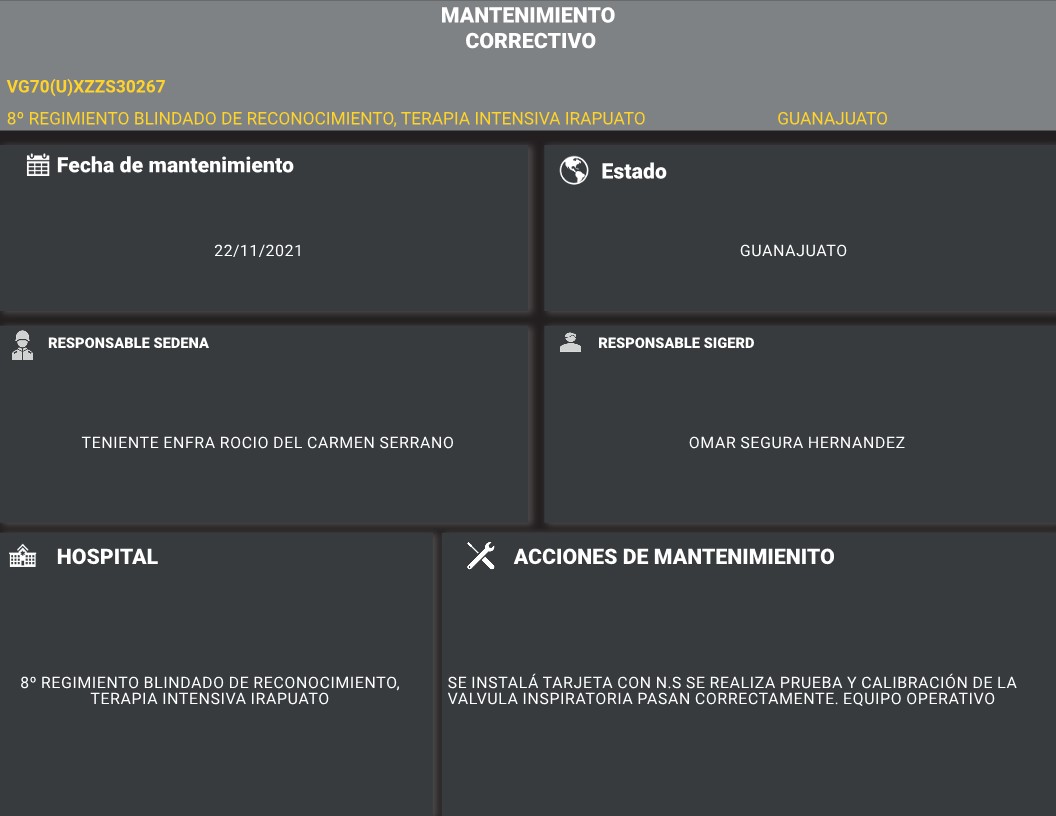 MANTENIMIENTO
CORRECTIVO
VG70(U)XZZS30267
8º REGIMIENTO BLINDADO DE RECONOCIMIENTO, TERAPIA INTENSIVA IRAPUATO GUANAJUATO
Fecha de mantenimiento
Estado
22/11/2021
GUANAJUATO
RESPONSABLE SEDENA
RESPONSABLE SIGERD
TENIENTE ENFRA ROCIO DEL CARMEN SERRANO
OMAR SEGURA HERNANDEZ
HOSPITAL
ACCIONES DE MANTENIMIENITO
8º REGIMIENTO BLINDADO DE RECONOCIMIENTO,
TERAPIA INTENSIVA IRAPUATO
SE INSTALÁ TARJETA CON N.S SE REALIZA PRUEBA Y CALIBRACIÓN DE LA
VALVULA INSPIRATORIA PASAN CORRECTAMENTE. EQUIPO OPERATIVO